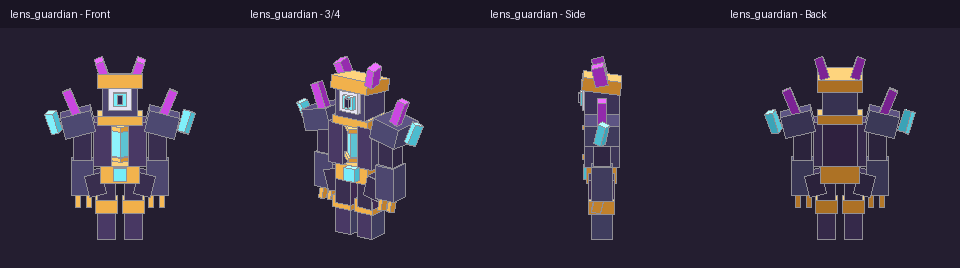 lens_guardian - Front
lens_guardian - 3/4
lens_guardian - Side
lens_guardian - Back